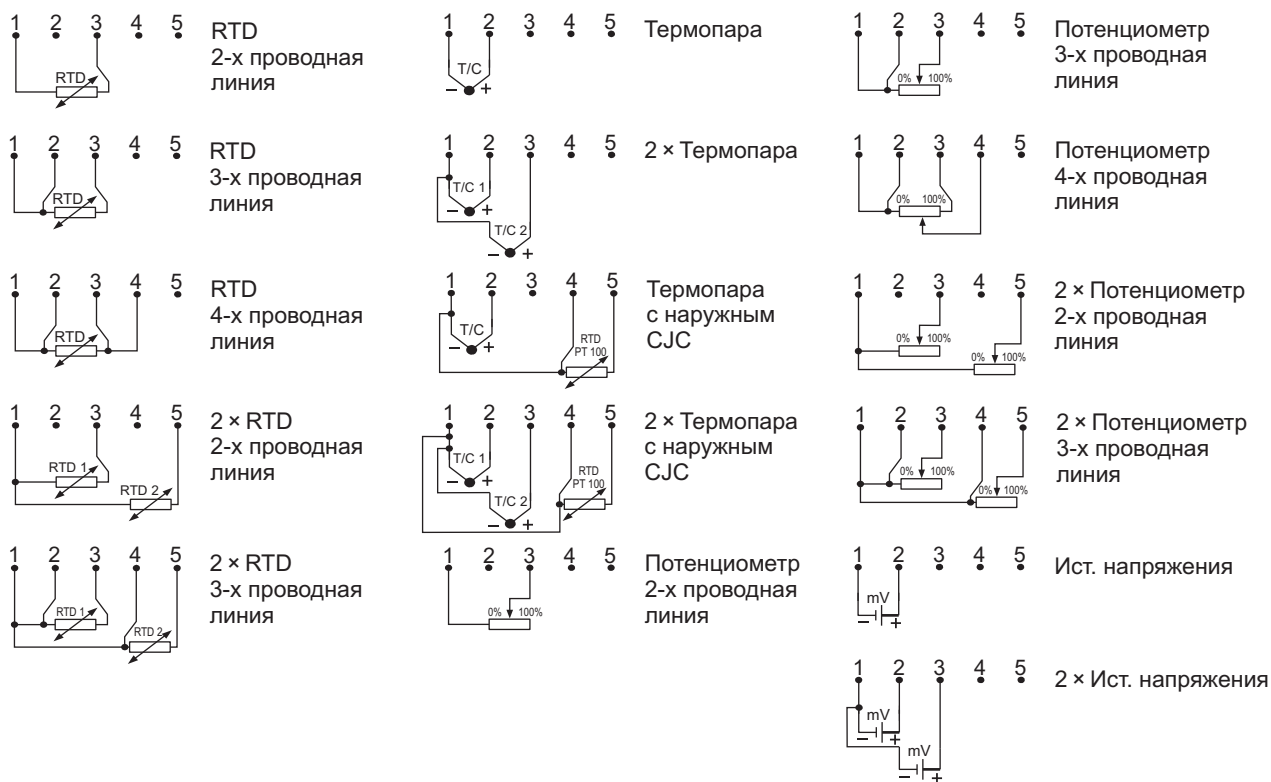 1 2 3 4 5
RTD
2-х проводная
линия
RTD
1 2 3 4 5
RTD
3-х проводная
линия
RTD
1 2 3 4 5
RTD
4-х проводная
линия
RTD
1 2 3 4 5
2 × RTD
2-х проводная
линия
RTD 1
RTD 2
1 2 3 4 5
2 × RTD
3-х проводная
линия
RTD 1
RTD 2
1 2 3 4 5
Термопара
T/C
− +
1 2 3 4 5
2 × Термопара
T/C 1
− +
T/C 2
− +
1 2 3 4 5
Термопара
с наружным
CJC
T/C
− +
RTD
PT 100
1 2 3 4 5
2 × Термопара
с наружным
CJC
T/C 1
− +
T/C 2
− +
RTD
PT 100
1 2 3 4 5
Потенциометр
2-х проводная
линия
0% 100%
1 2 3 4 5
Потенциометр
3-х проводная
линия
0% 100%
1 2 3 4 5
Потенциометр
4-х проводная
линия
0% 100%
1 2 3 4 5
2 × Потенциометр
2-х проводная
линия
0% 100%
0% 100%
1 2 3 4 5
2 × Потенциометр
3-х проводная
линия
0% 100%
0% 100%
1 2 3 4 5
Ист. напряжения
mV
− +
1 2 3 4 5
2 × Ист. напряжения
mV
− +
mV
− +